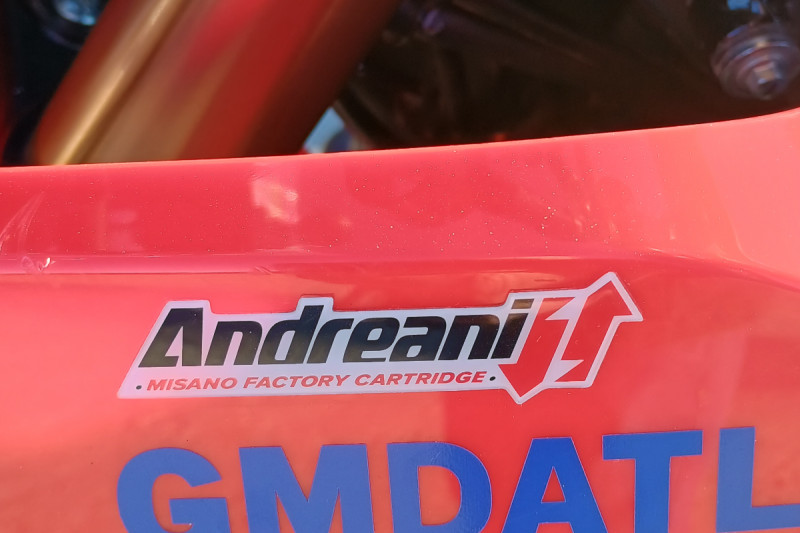 Andreani
• MISANO FACTORY CARTRIDGE •
GMDATL